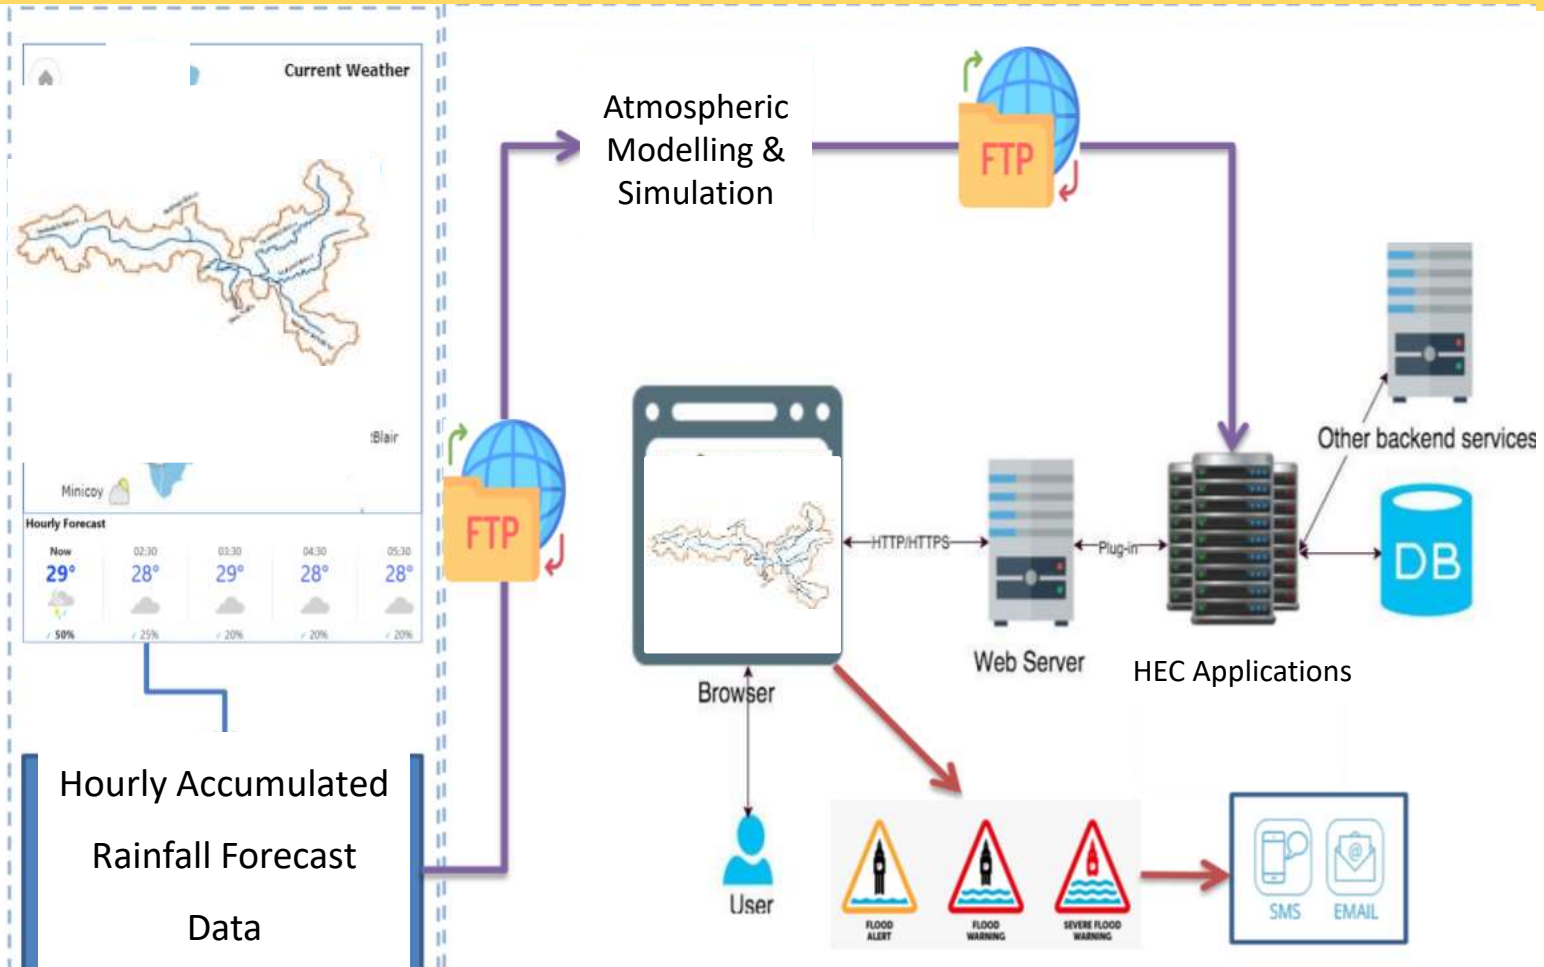 Current Weather
:Blair
Minicoy
Hourly Forecast
Now 02:30 03:30 04:30 05:30
29° 28° 29° 28° 28°
50% 25% 20% 20% 20%
Hourly Accumulated
Rainfall Forecast
Data
FTP
Atmospheric
Modelling &
Simulation
FTP
Other backend services
HTTP/HTTPS
Plug-in
DB
Browser
Web Server
HEC Applications
User
FLOOD
ALERT
FLOOD
WARNING
SEVERE FLOOD
WARNING
SMS
EMAIL